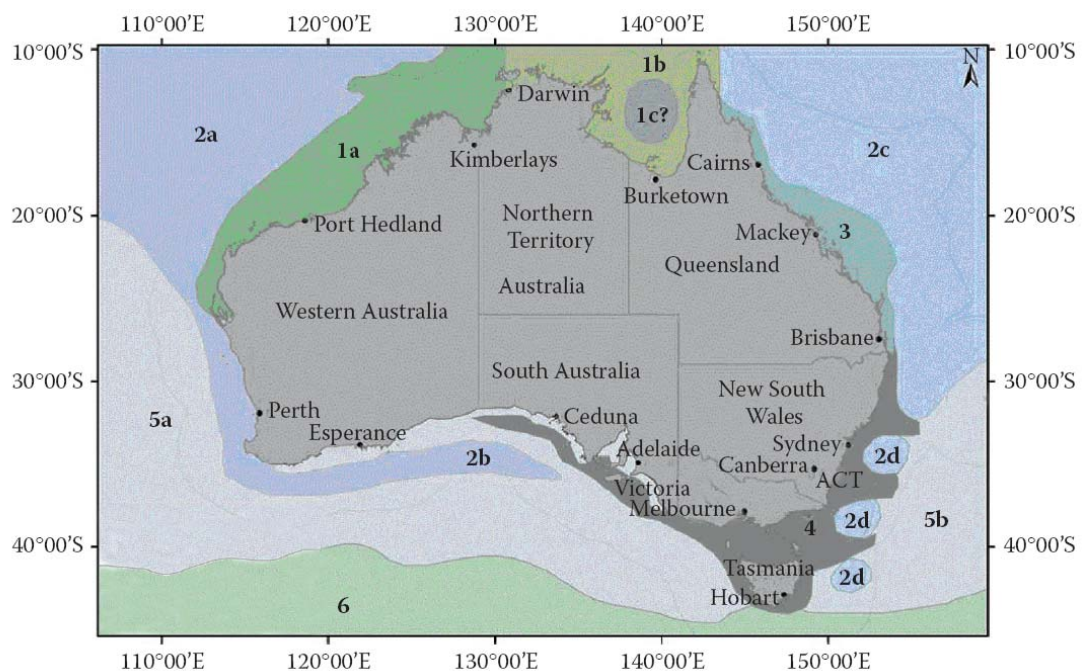 110°00'E 120°00'E 130°00'E 140°00'E 150°00'E
10°00'S 10°00'S
N
1b
Darwin
1c?
2a
1a
2c
Kimberlays
Cairns
Burketown
20°00'S 20°00'S
Port Hedland
Northern
Territory
Mackey
3
Queensland
Australia
Western Australia
Brisbane
30°00'S 30°00'S
South Australia
New South
Wales
5a
Perth
Ceduna
Esperance
Sydney
Adelaide
2d
2b
Canberra
ACT
Victoria
Melbourne
4
2d
5b
40°00'S 40°00'S
Tasmania
2d
Hobart
6
110°00'E 120°00'E 130°00'E 140°00'E 150°00'E